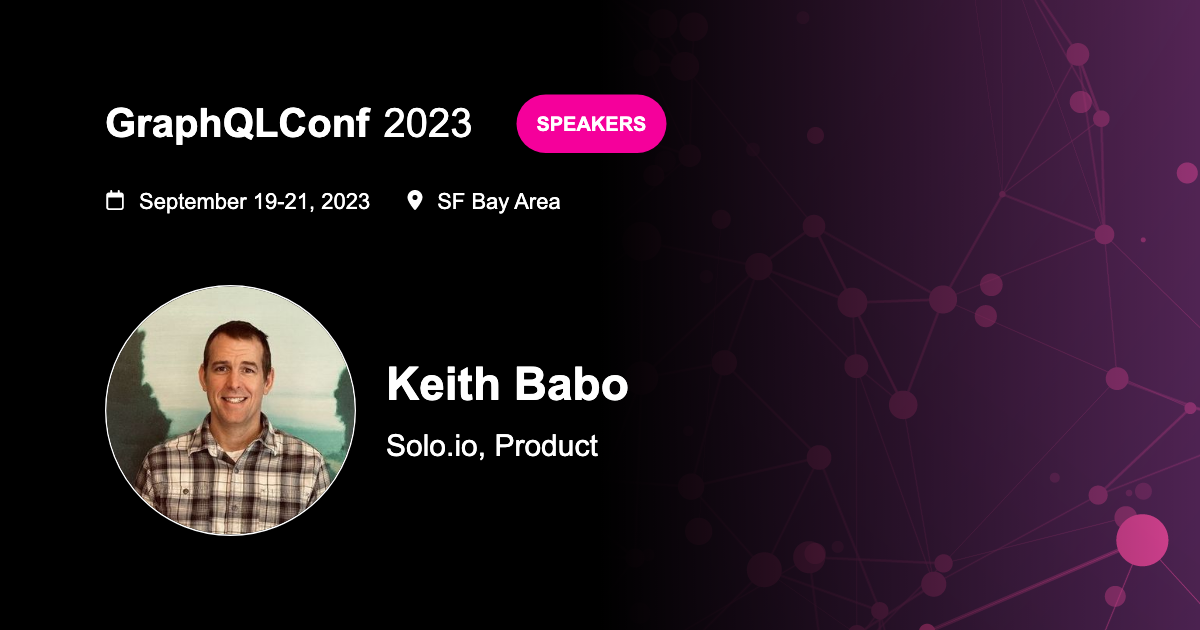 GraphQLConf 2023 SPEAKERS
September 19-21, 2023 SF Bay Area
Keith Babo
Solo.io, Product